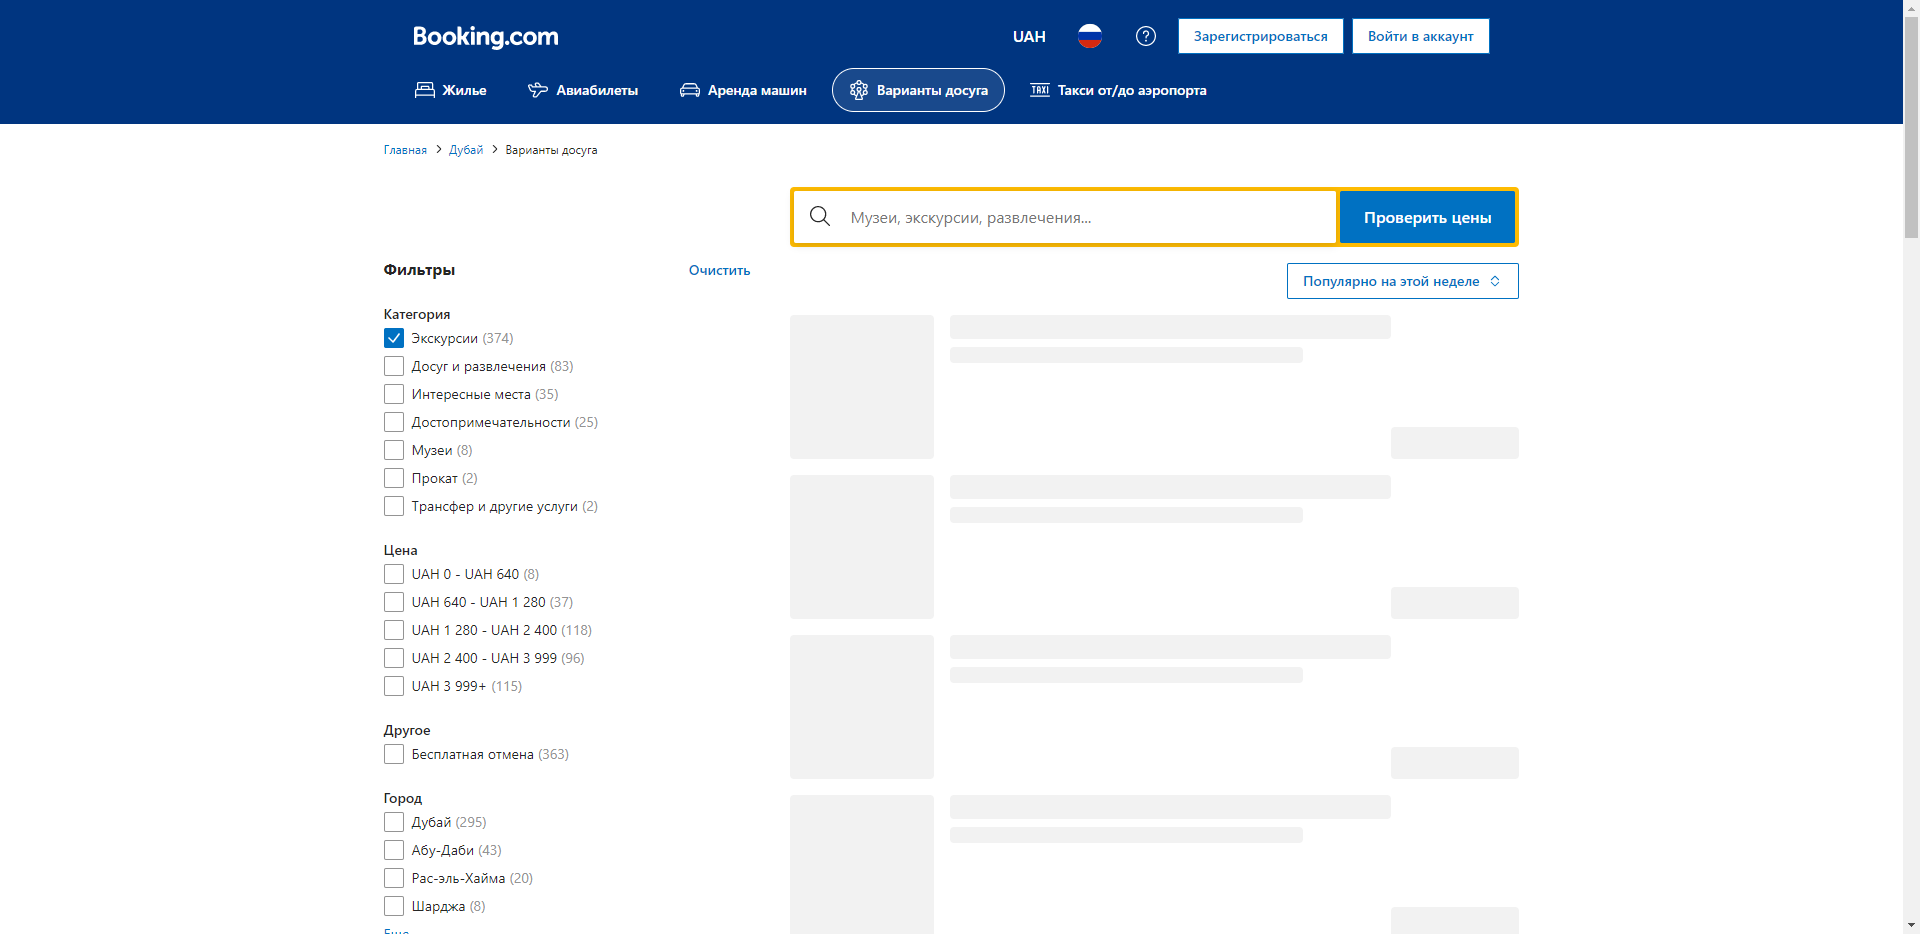 Booking.com
UAH
Зарегистрироваться
Войти в аккаунт
Жилье
Авиабилеты
Аренда машин
Варианты досуга
TAXI
Такси от/до аэропорта
Главная
Дубай
Варианты досуга
Музеи, экскурсии, развлечения...
Проверить цены
Фильтры
Очистить
Популярно на этой неделе
Категория
Экскурсии (374)
Досуг и развлечения (83)
Интересные места (35)
Достопримечательности (25)
Музеи (8)
Прокат (2)
Трансфер и другие услуги (2)
Цена
UAH 0 - UAH 640 (8)
UAH 640 - UAH 1 280 (37)
UAH 1 280 - UAH 2 400 (118)
UAH 2 400 - UAH 3 999 (96)
UAH 3 999+ (115)
Другое
Бесплатная отмена (363)
Город
Дубай (295)
Абу-Даби (43)
Рас-эль-Хайма (20)
Шарджа (8)
Еще